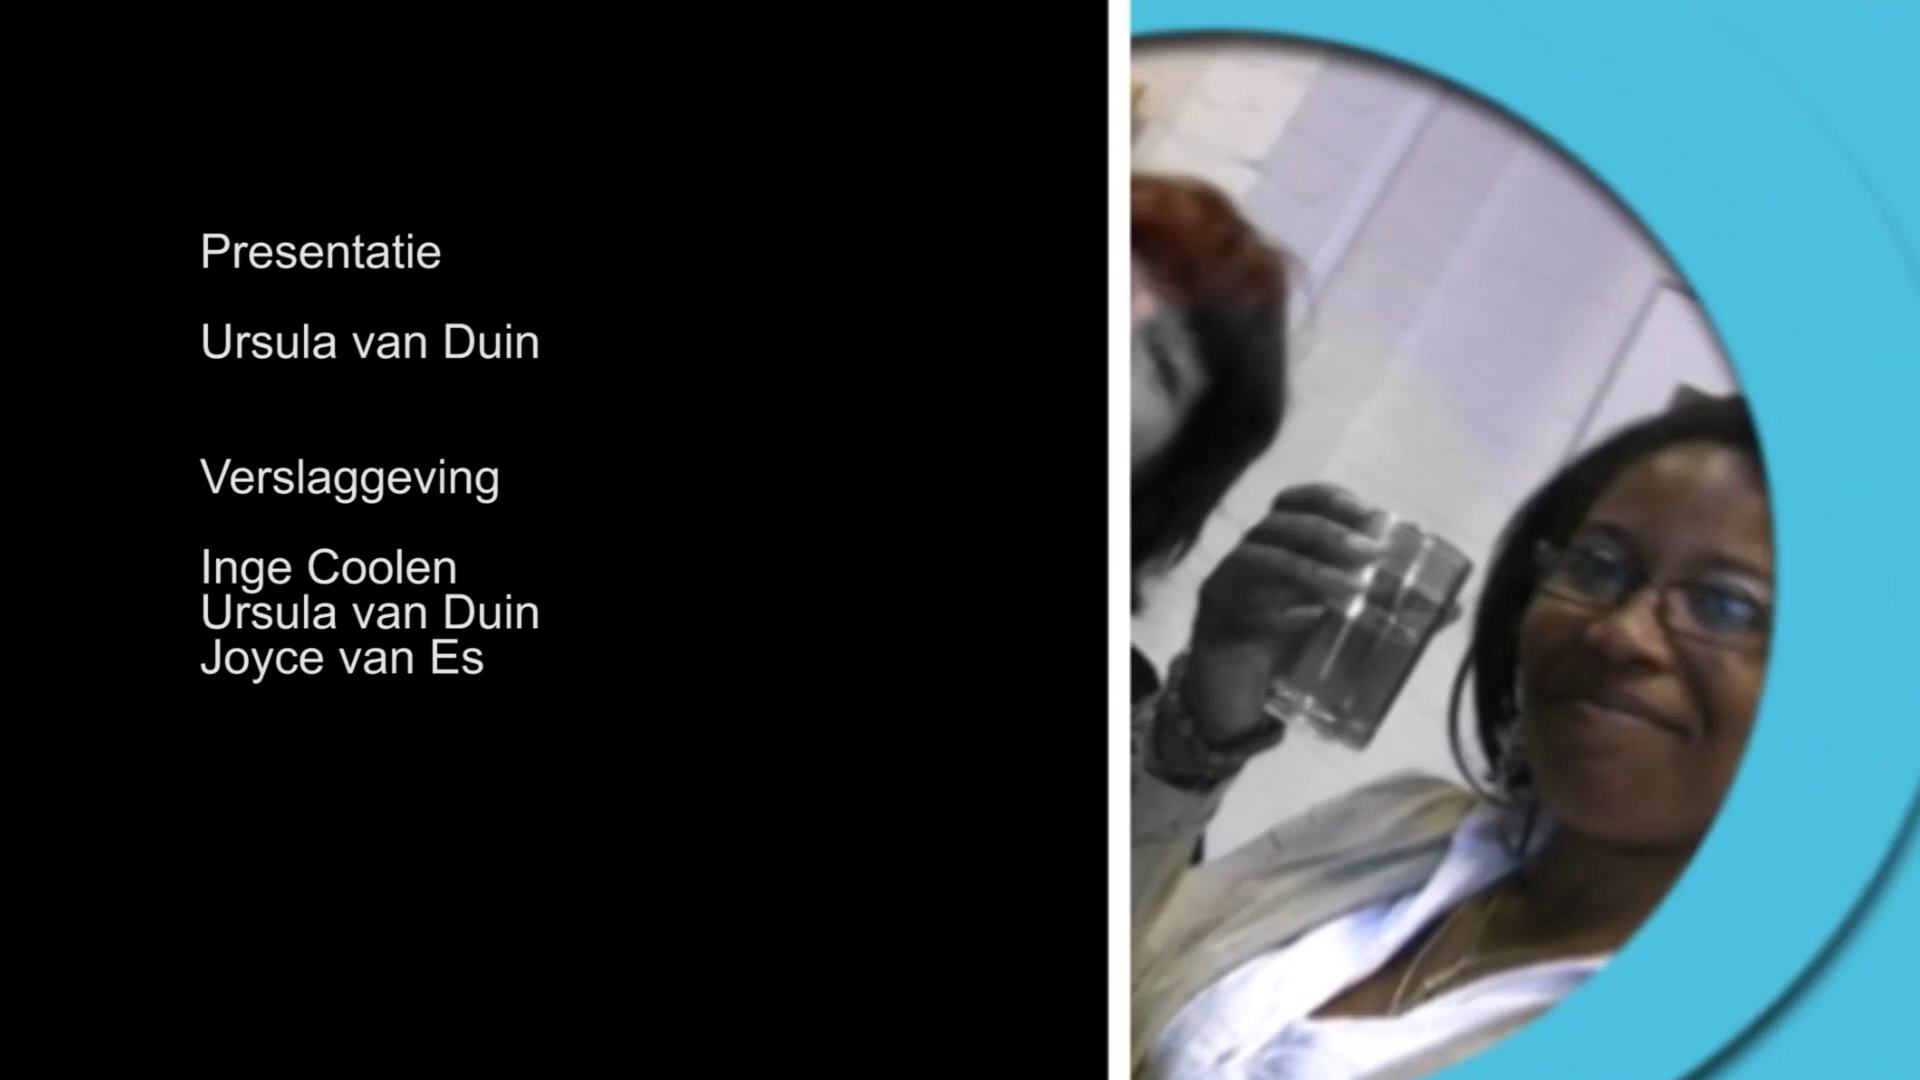 Presentatie
Ursula van Duin
Verslaggeving
Inge Coolen
Ursula van Duin
Joyce van Es